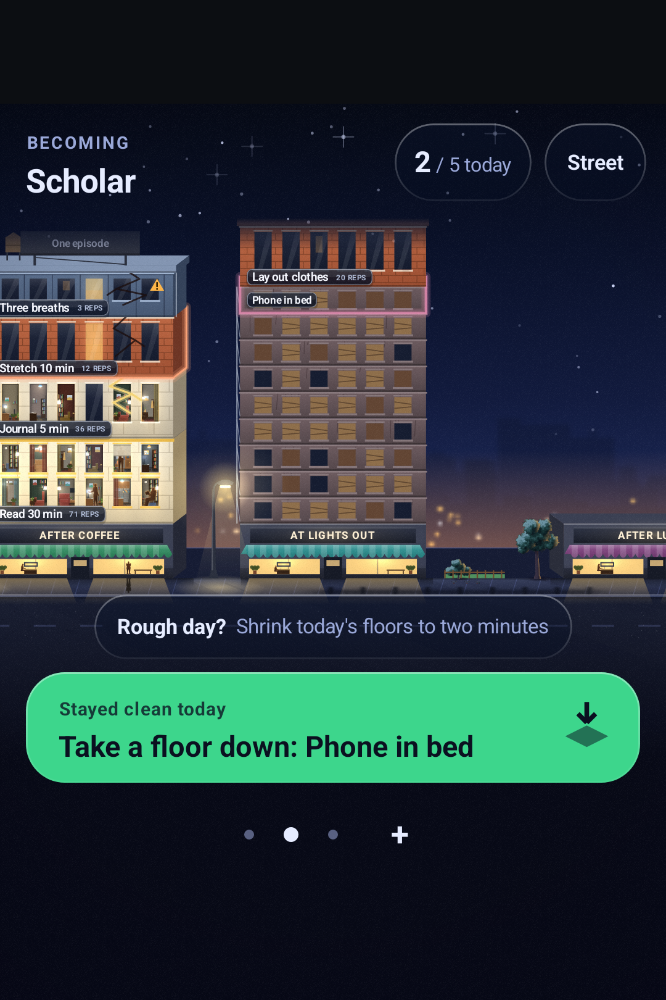 BECOMING
Scholar
2 / 5 today
Street
One episode
Three breaths 3 REPS
Stretch 10 min 12 REPS
Journal 5 min 36 REPS
Read 30 min 71 REPS
AFTER COFFEE
Lay out clothes 20 REPS
Phone in bed
AT LIGHTS OUT
AFTER LU
Rough day? Shrink today's floors to two minutes
Stayed clean today
Take a floor down: Phone in bed